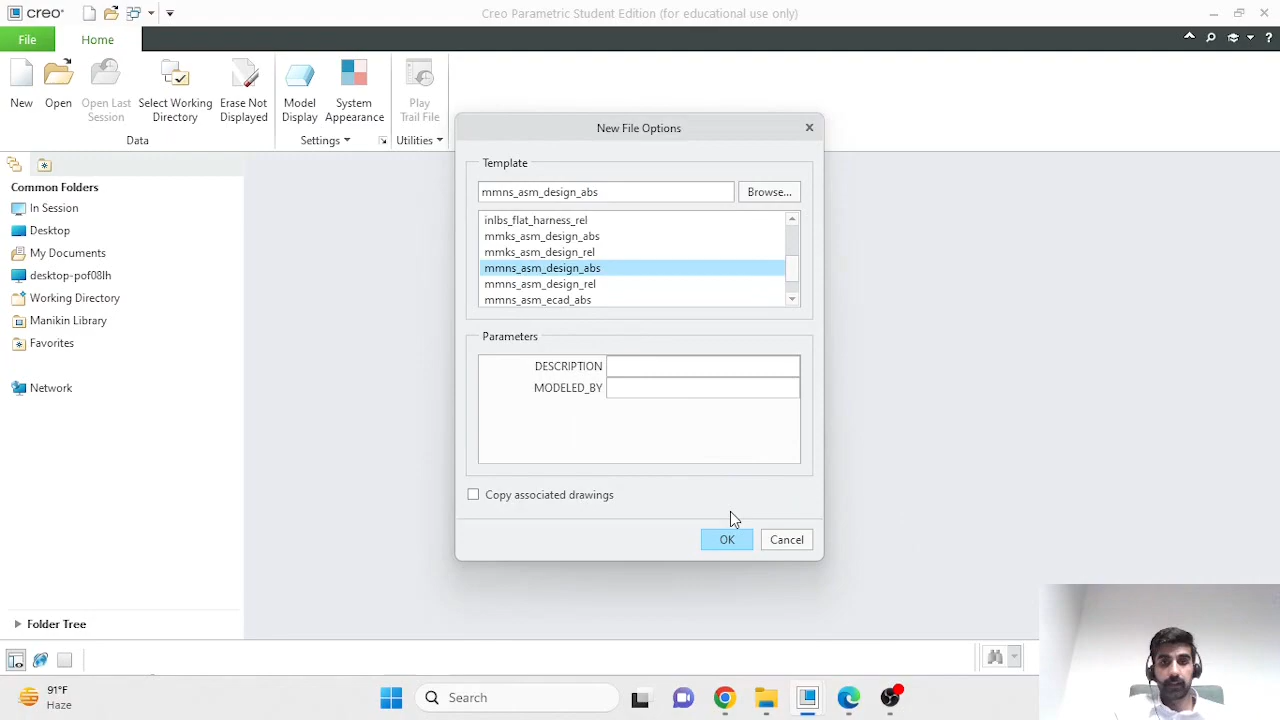 creo
Creo Parametric Student Edition (for educational use only)
File
Home
New
Open
Open Last
Session
Select Working
Directory
Erase Not
Displayed
Model
Display
System
Appearance
Play
Trail File
Data
Settings
Utilities
New File Options
Template
mmns_asm_design_abs
Browse...
inlbs_flat_harness_rel
mmks_asm_design_abs
mmks_asm_design_rel
mmns_asm_design_abs
mmns_asm_design_rel
mmns_asm_ecad_abs
Parameters
DESCRIPTION
MODELED_BY
Copy associated drawings
OK
Cancel
Common Folders
In Session
Desktop
My Documents
desktop-pof08lh
Working Directory
Manikin Library
Favorites
Network
Folder Tree
91°F
Haze
Search